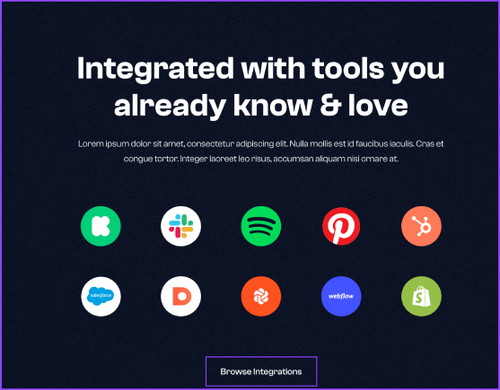 Integrated with tools you
already know & love
Lorem ipsum dolor sit amet, consectetur adipiscing elit. Nulla mollis est id faucibus iaculis. Cras et
congue tortor. Integer laoreet leo risus, accumsan aliquam nisi ornare at.
salesforce
webflow
Browse Integrations